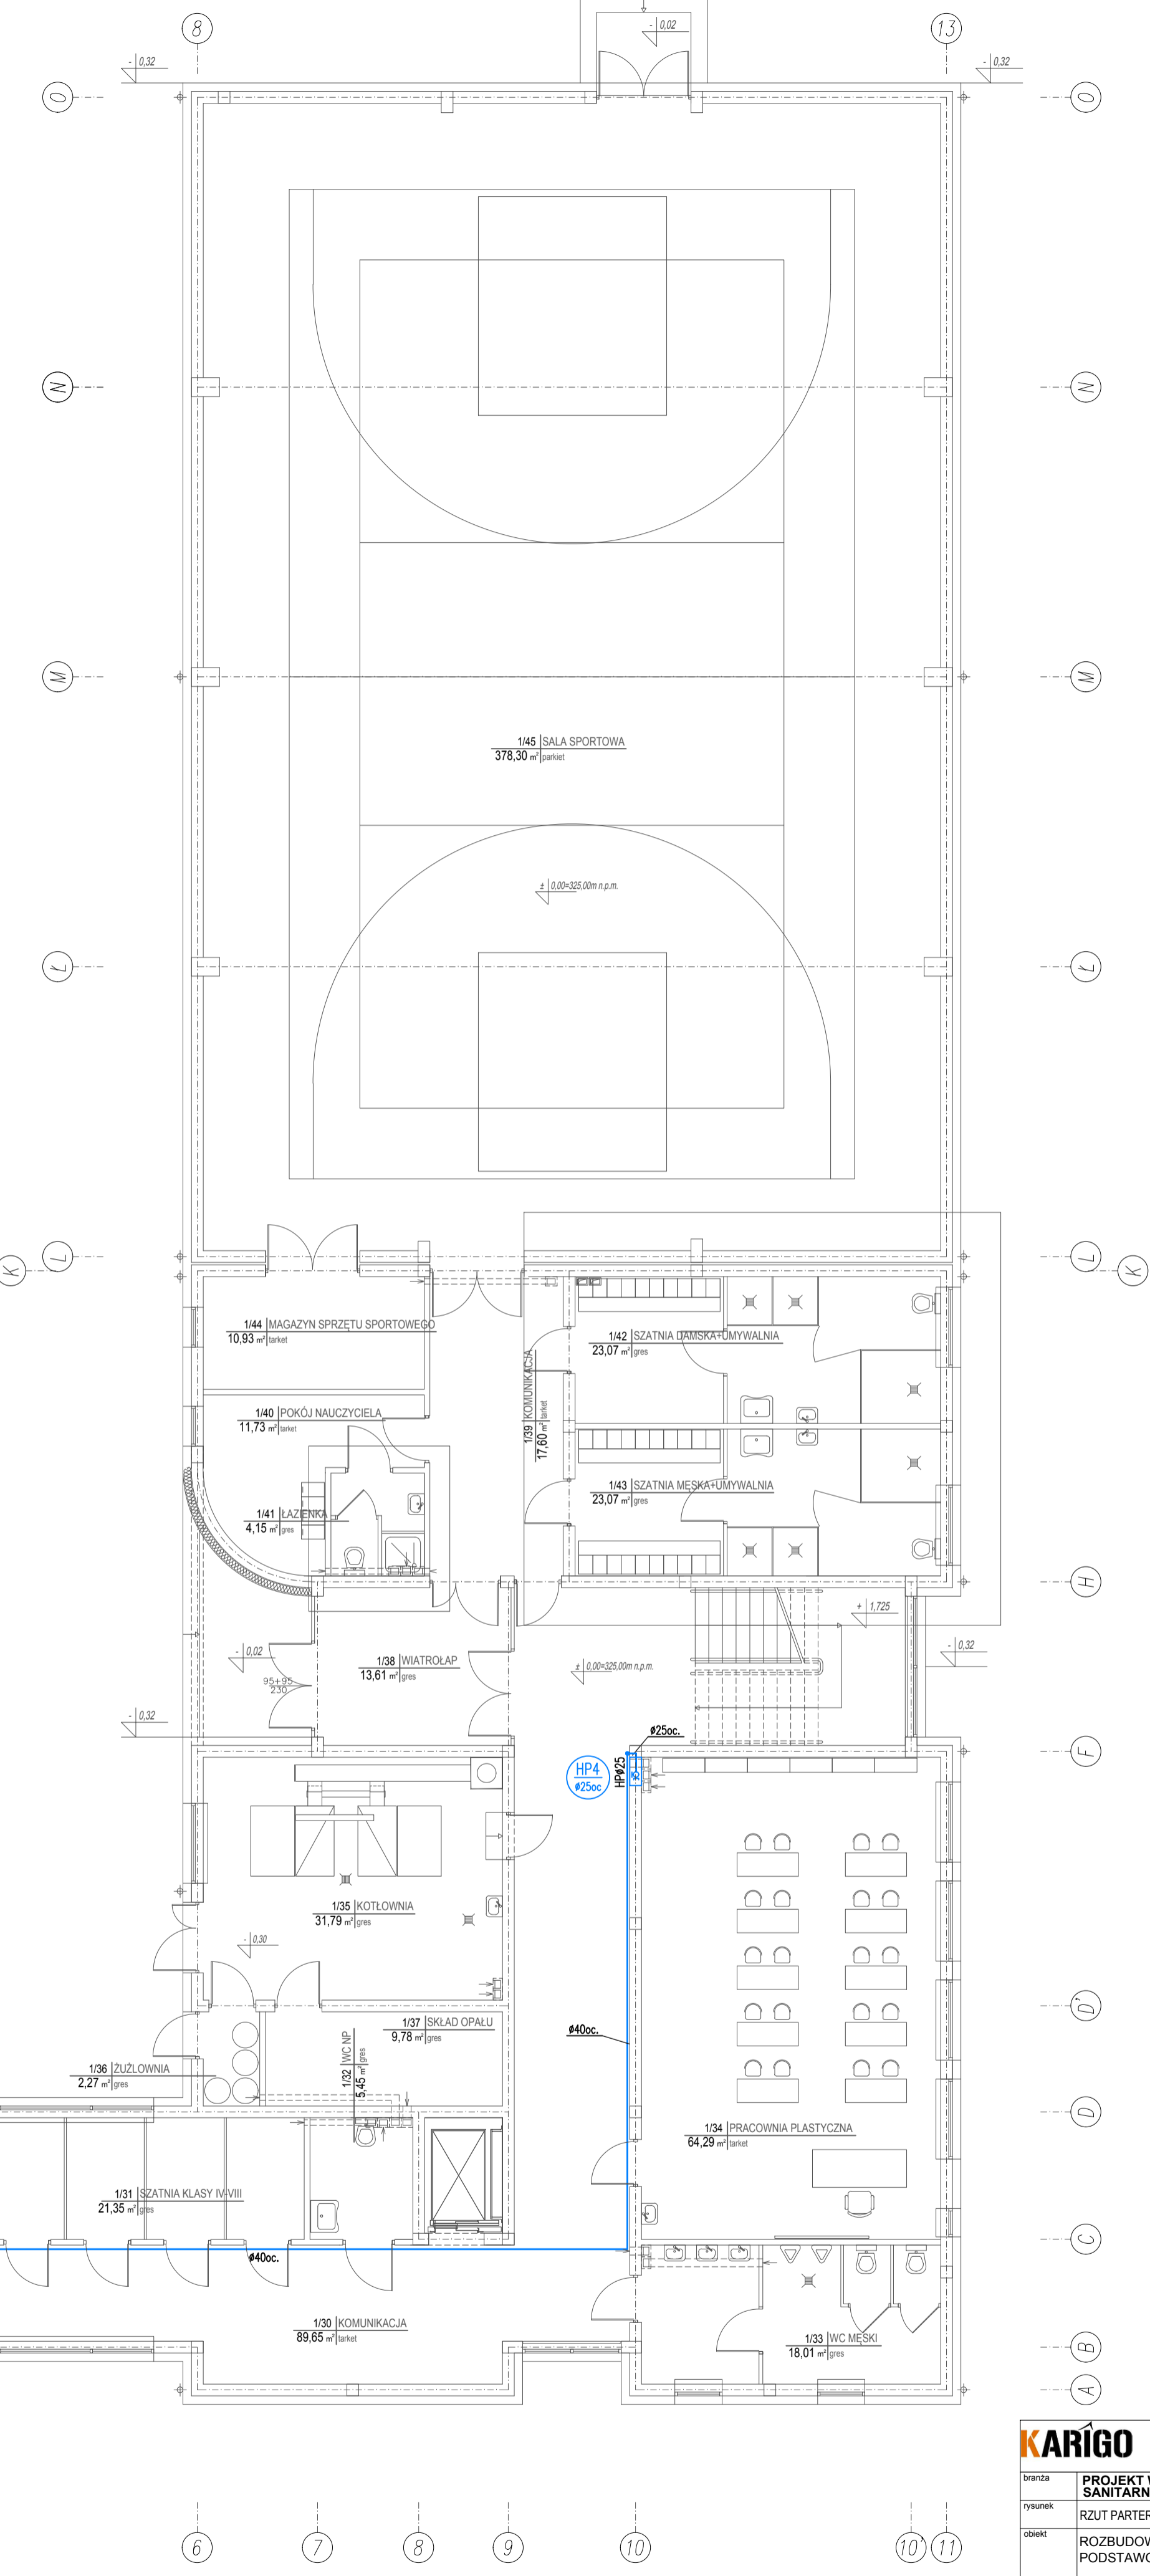 8
13
- 0,02
- 0,32
- 0,32
O
O
N
N
M
M
1/45 SALA SPORTOWA
378,30 m² parkiet
± 0,00=325,00m n.p.m.
Ł
Ł
L
L
K
K
1/44 MAGAZYN SPRZĘTU SPORTOWEGO
10,93 m² tarket
1/42 SZATNIA DAMSKA+UMYWALNIA
23,07 m² gres
1/39 KOMUNIKACJA
17,60 m² tarket
1/40 POKÓJ NAUCZYCIELA
11,73 m² tarket
1/43 SZATNIA MĘSKA+UMYWALNIA
23,07 m² gres
1/41 ŁAZIENKA
4,15 m² gres
H
+ 1,725
- 0,02
1/38 WIATROŁAP
13,61 m² gres
± 0,00=325,00m n.p.m.
- 0,32
95+95
230
- 0,32
ø25oc.
F
HP4
ø25oc
HPø25
1/35 KOTŁOWNIA
31,79 m² gres
- 0,30
D'
1/37 SKŁAD OPAŁU
9,78 m² gres
ø40oc.
1/32 WC NP
5,45 m² gres
1/36 ŻUŻLOWNIA
2,27 m² gres
D
1/34 PRACOWNIA PLASTYCZNA
64,29 m² tarket
1/31 SZATNIA KLASY IV-VIII
21,35 m² gres
C
ø40oc.
1/30 KOMUNIKACJA
89,65 m² tarket
1/33 WC MĘSKI
18,01 m² gres
B
A
KARIGO
branża
PROJEKT
SANITARN
rysunek
RZUT PARTER
obiekt
ROZBUDOW
PODSTAWO
6
7
8
9
10
10'
11